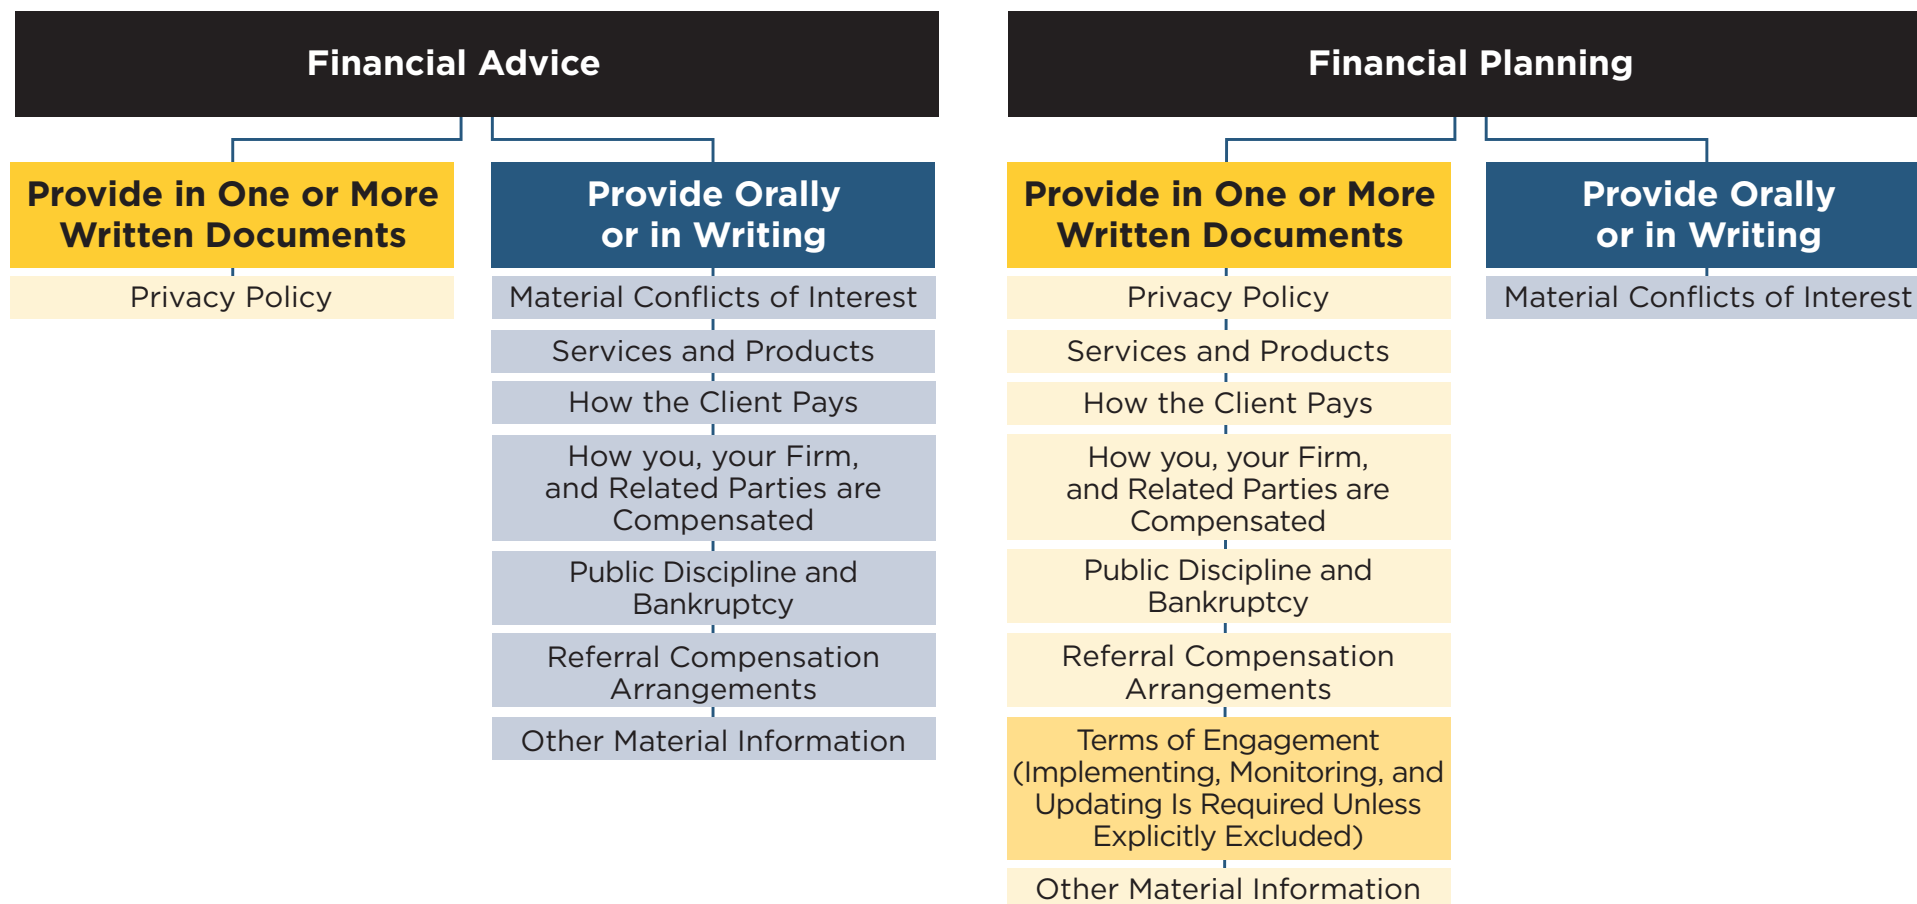 Financial Advice
Provide in One or More
Written Documents
Privacy Policy
Provide Orally
or in Writing
Material Conflicts of Interest
Services and Products
How the Client Pays
How you, your Firm,
and Related Parties are
Compensated
Public Discipline and
Bankruptcy
Referral Compensation
Arrangements
Other Material Information
Financial Planning
Provide in One or More
Written Documents
Privacy Policy
Services and Products
How the Client Pays
How you, your Firm,
and Related Parties are
Compensated
Public Discipline and
Bankruptcy
Referral Compensation
Arrangements
Terms of Engagement
(Implementing, Monitoring, and
Updating Is Required Unless
Explicitly Excluded)
Other Material Information
Provide Orally
or in Writing
Material Conflicts of Interest